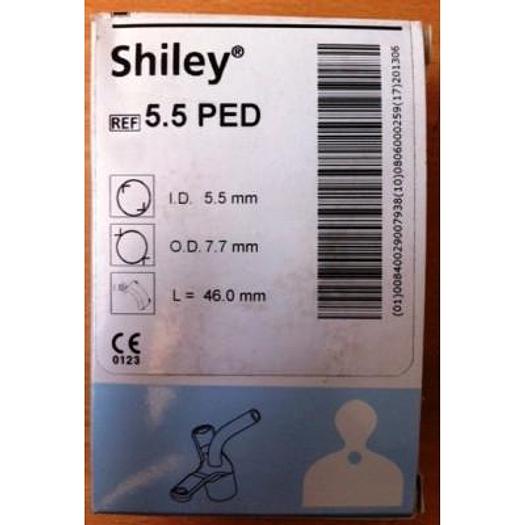 Shiley®
REF 5.5 PED
I.D. 5.5 mm
O.D. 7.7 mm
L = 46.0 mm
CE
0123
(01)00840029007938(10)0806000259(17)201306